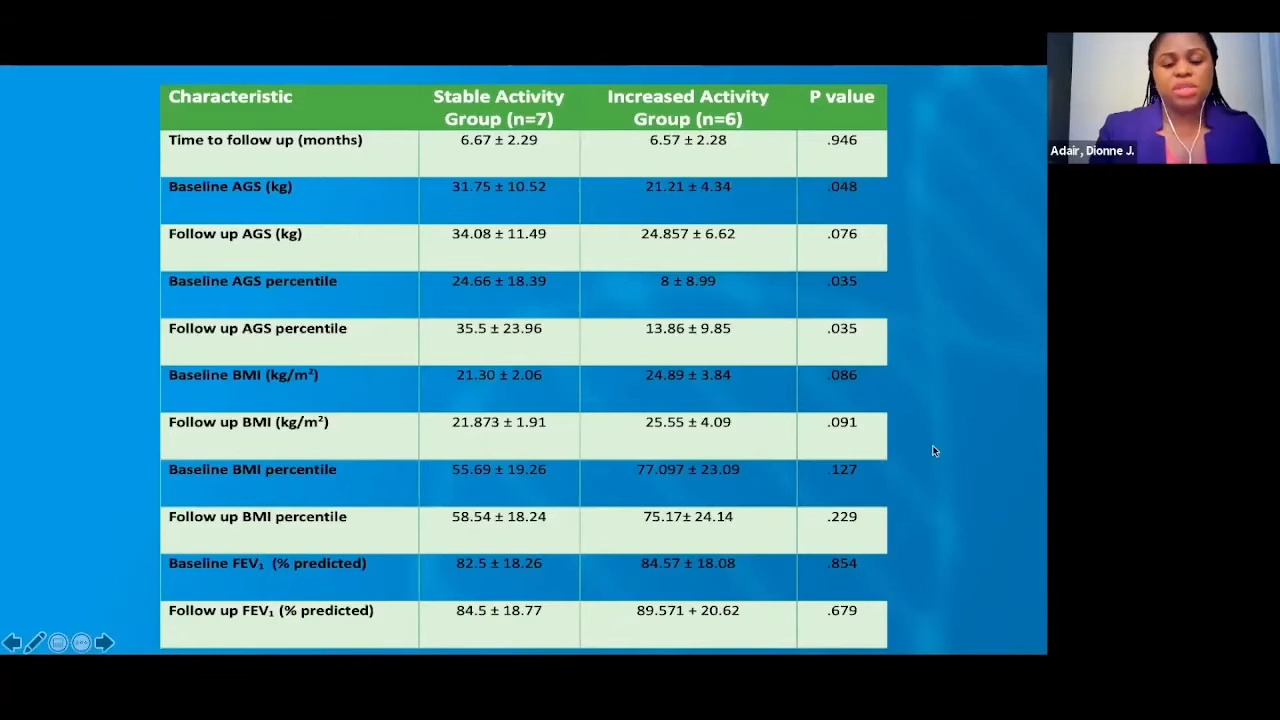 Characteristic Stable Activity Increased Activity P value
Group (n=7) Group (n=6)
Time to follow up (months) 6.67 ± 2.29 6.57 ± 2.28 .946
Baseline AGS (kg) 31.75 ± 10.52 21.21 ± 4.34 .048
Follow up AGS (kg) 34.08 ± 11.49 24.857 ± 6.62 .076
Baseline AGS percentile 24.66 ± 18.39 8 ± 8.99 .035
Follow up AGS percentile 35.5 ± 23.96 13.86 ± 9.85 .035
Baseline BMI (kg/m²) 21.30 ± 2.06 24.89 ± 3.84 .086
Follow up BMI (kg/m²) 21.873 ± 1.91 25.55 ± 4.09 .091
Baseline BMI percentile 55.69 ± 19.26 77.097 ± 23.09 .127
Follow up BMI percentile 58.54 ± 18.24 75.17± 24.14 .229
Baseline FEV₁ (% predicted) 82.5 ± 18.26 84.57 ± 18.08 .854
Follow up FEV₁ (% predicted) 84.5 ± 18.77 89.571 + 20.62 .679
Adair, Dionne J.